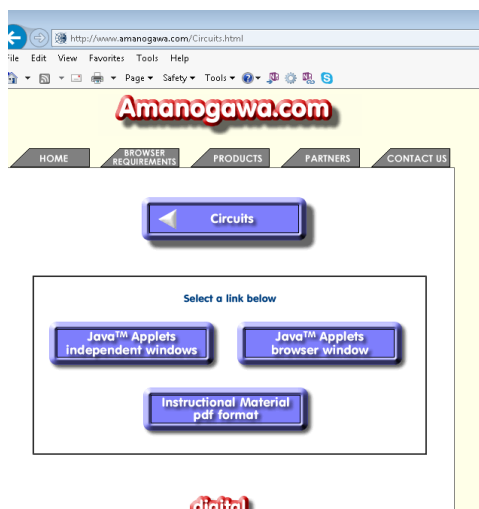 http://www.amanogawa.com/Circuits.html
File Edit View Favorites Tools Help
Page Safety Tools
Amanogawa.com
HOME
BROWSER
REQUIREMENTS
PRODUCTS
PARTNERS
CONTACT US
Circuits
Select a link below
Java™ Applets
independent windows
Java™ Applets
browser window
Instructional Material
pdf format
digital